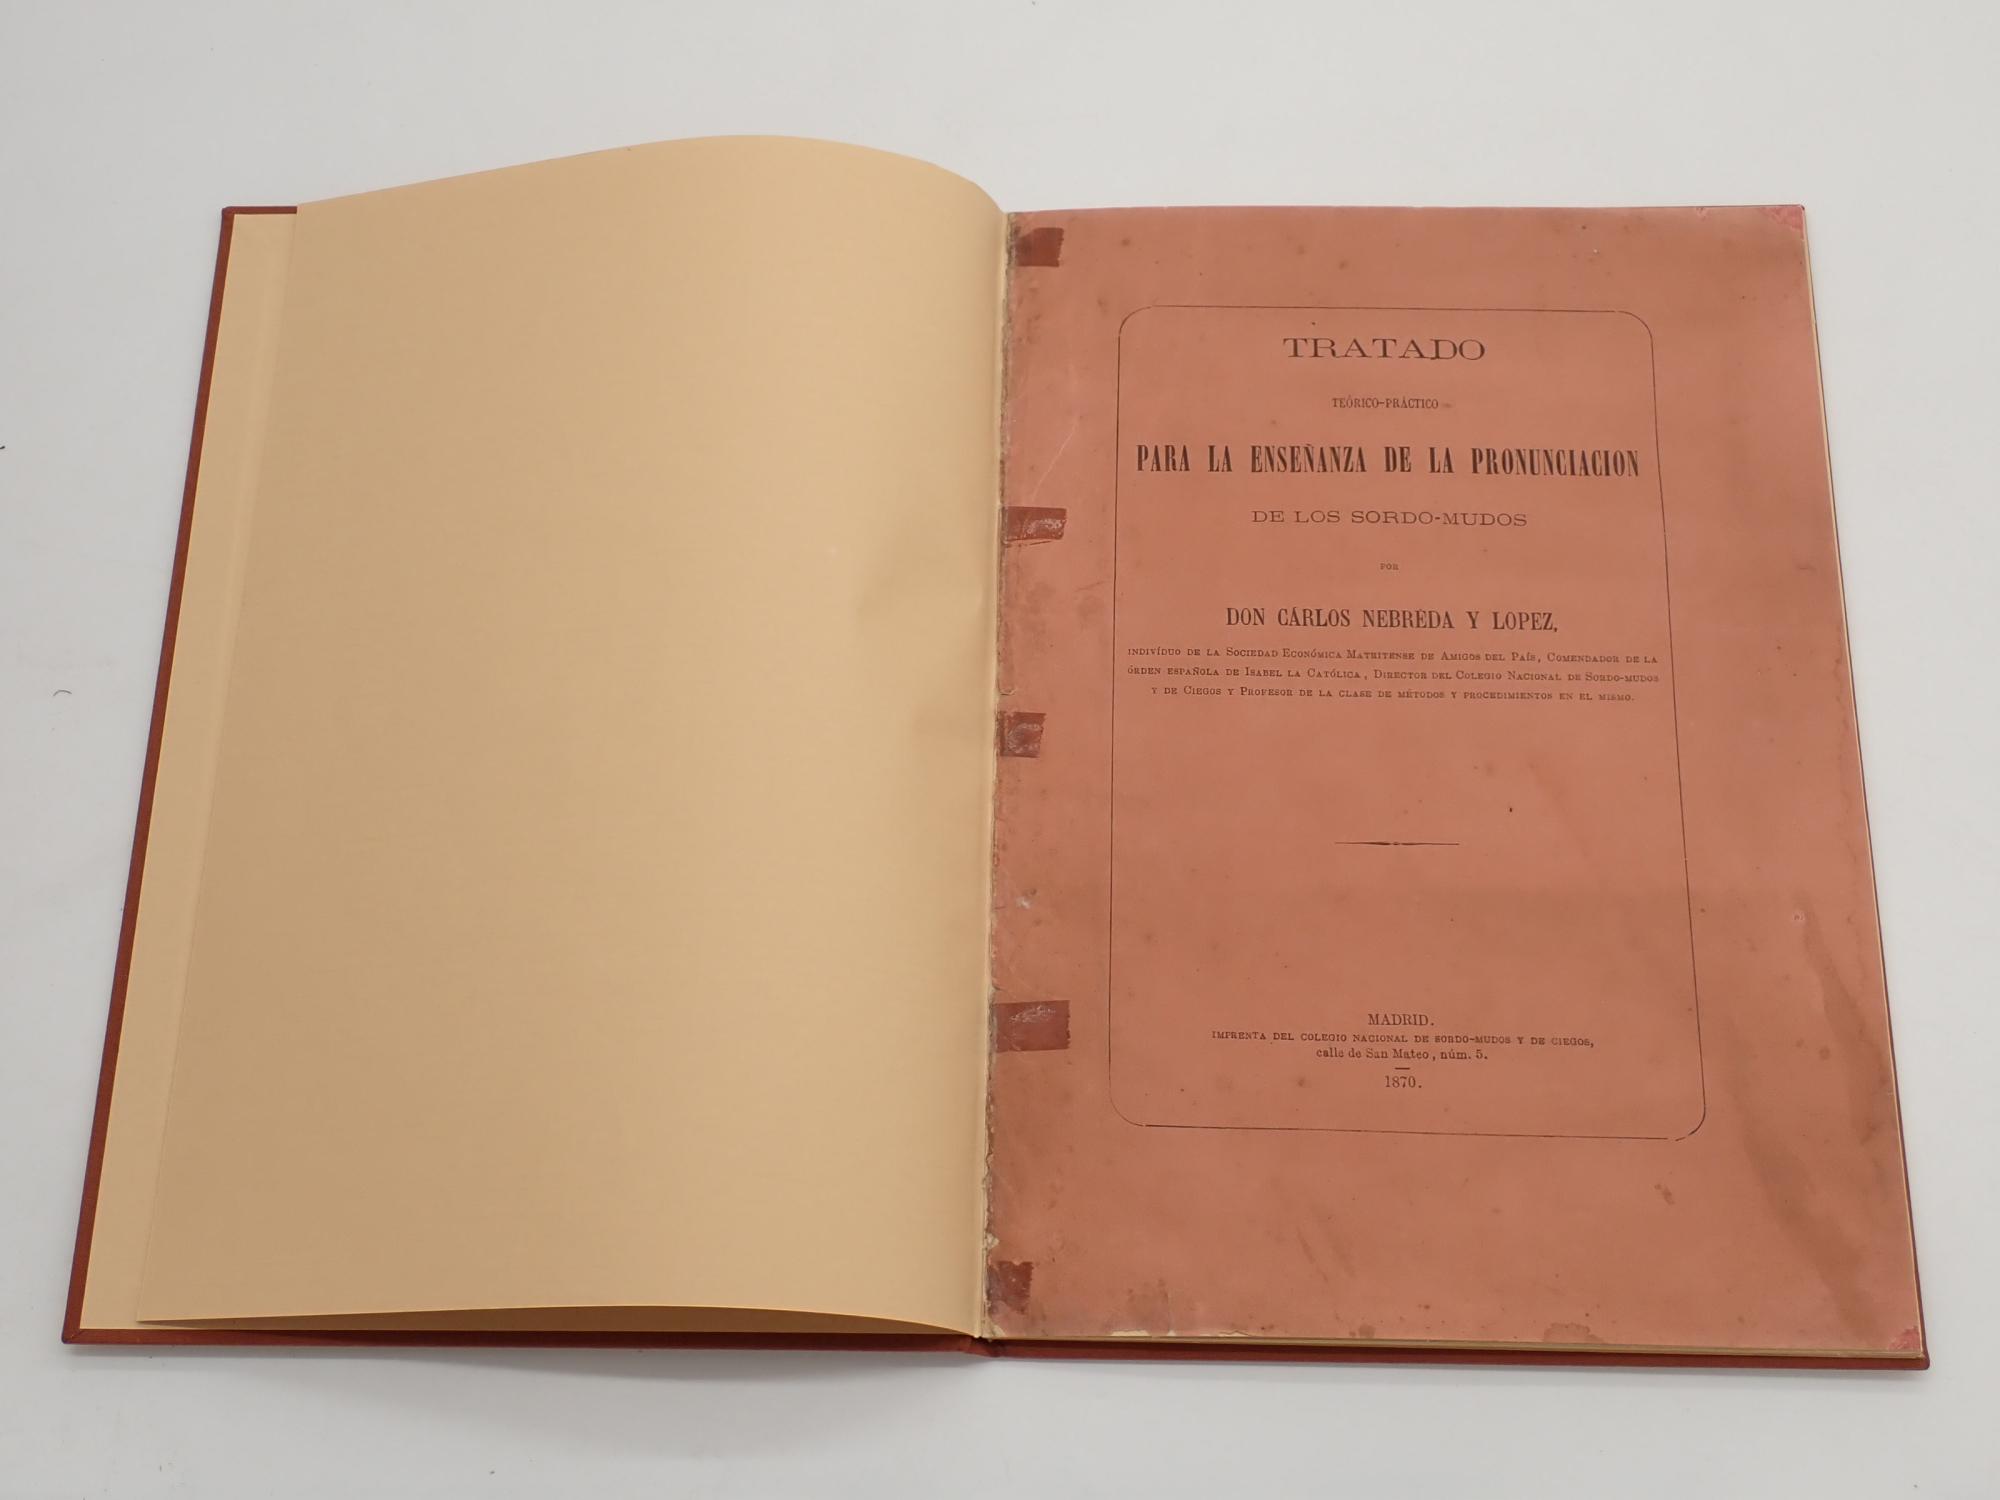 TRATADO
TEÓRICO-PRÁCTICO
PARA LA ENSEÑANZA DE LA PRONUNCIACION
DE LOS SORDO-MUDOS
POR
DON CÁRLOS NEBREDA Y LOPEZ,
INDIVÍDUO DE LA SOCIEDAD ECONÓMICA MATRITENSE DE AMIGOS DEL PAÍS, COMENDADOR DE LA
ÓRDEN ESPAÑOLA DE ISABEL LA CATÓLICA, DIRECTOR DEL COLEGIO NACIONAL DE SORDO-MUDOS
Y DE CIEGOS Y PROFESOR DE LA CLASE DE MÉTODOS Y PROCEDIMIENTOS EN EL MISMO.
MADRID.
IMPRENTA DEL COLEGIO NACIONAL DE SORDO-MUDOS Y DE CIEGOS,
calle de San Mateo, núm. 5.
1870.